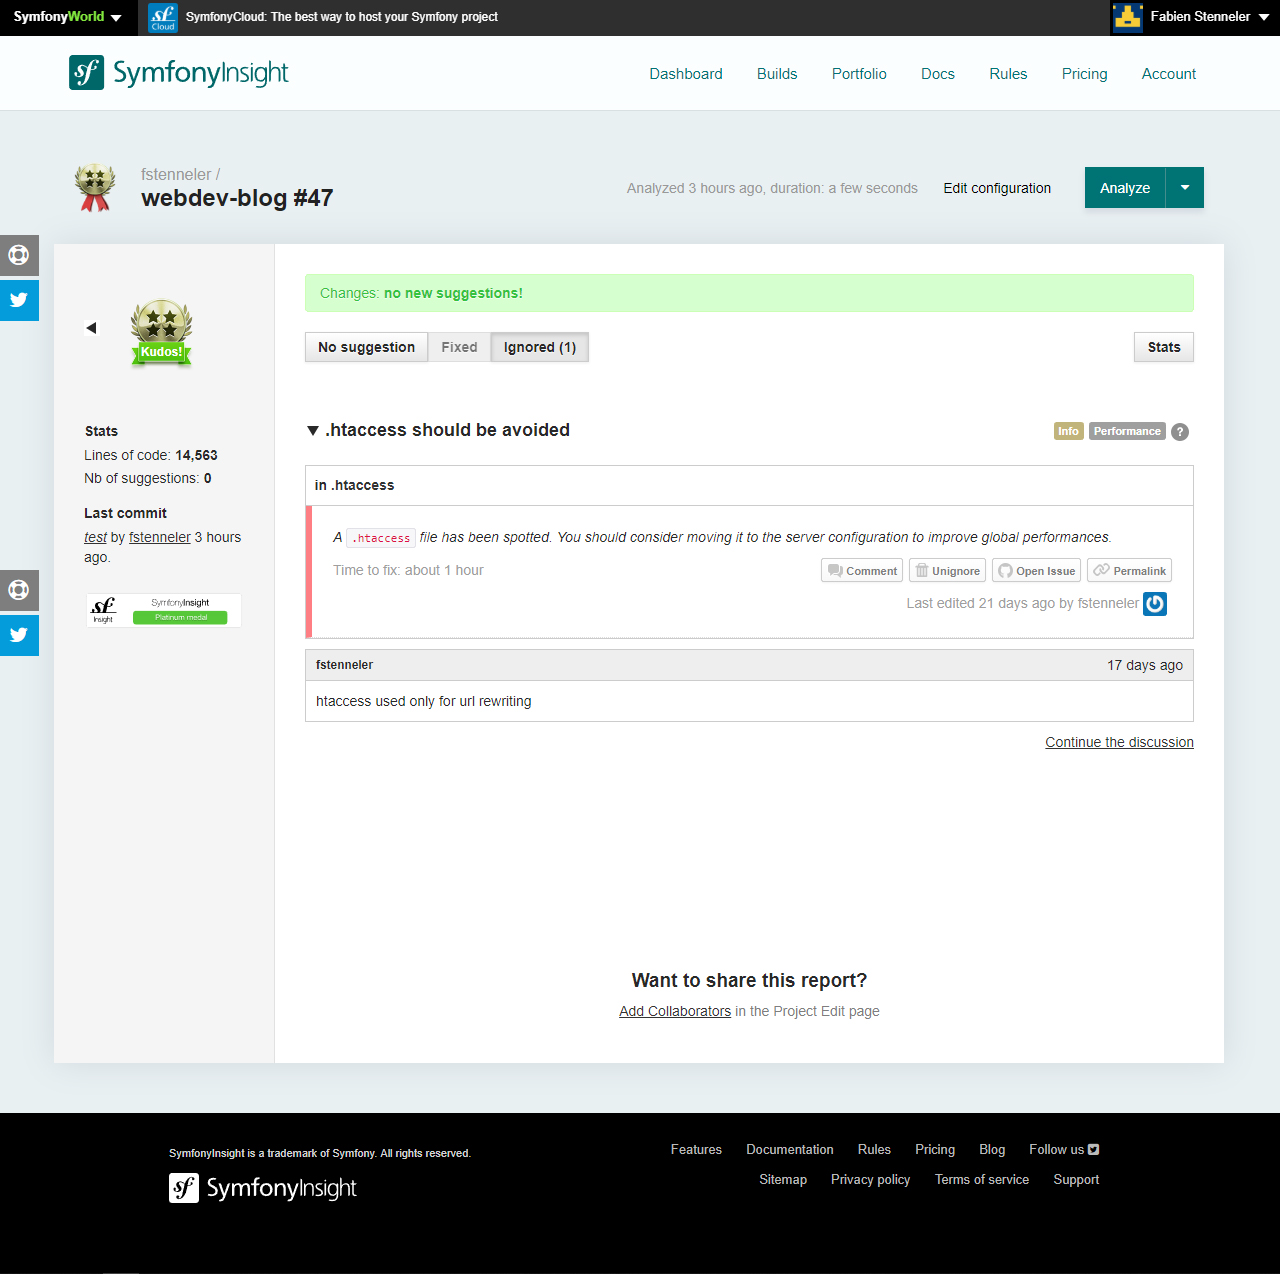 SymfonyWorld
sf Cloud
SymfonyCloud: The best way to host your Symfony project
Fabien Stenneler
sf SymfonyInsight
Dashboard Builds Portfolio Docs Rules Pricing Account
fstenneler /
webdev-blog #47
Analyzed 3 hours ago, duration: a few seconds Edit configuration Analyze
Kudos!
Stats
Lines of code: 14,563
Nb of suggestions: 0
Last commit
test by fstenneler 3 hours
ago.
sf Insight
SymfonyInsight
Platinum medal
Changes: no new suggestions!
No suggestion Fixed Ignored (1) Stats
.htaccess should be avoided Info Performance ?
in .htaccess
A .htaccess file has been spotted. You should consider moving it to the server configuration to improve global performances.
Time to fix: about 1 hour Comment Unignore Open Issue Permalink
Last edited 21 days ago by fstenneler
fstenneler 17 days ago
htaccess used only for url rewriting
Continue the discussion
Want to share this report?
Add Collaborators in the Project Edit page
SymfonyInsight is a trademark of Symfony. All rights reserved.
sf SymfonyInsight
Features Documentation Rules Pricing Blog Follow us
Sitemap Privacy policy Terms of service Support